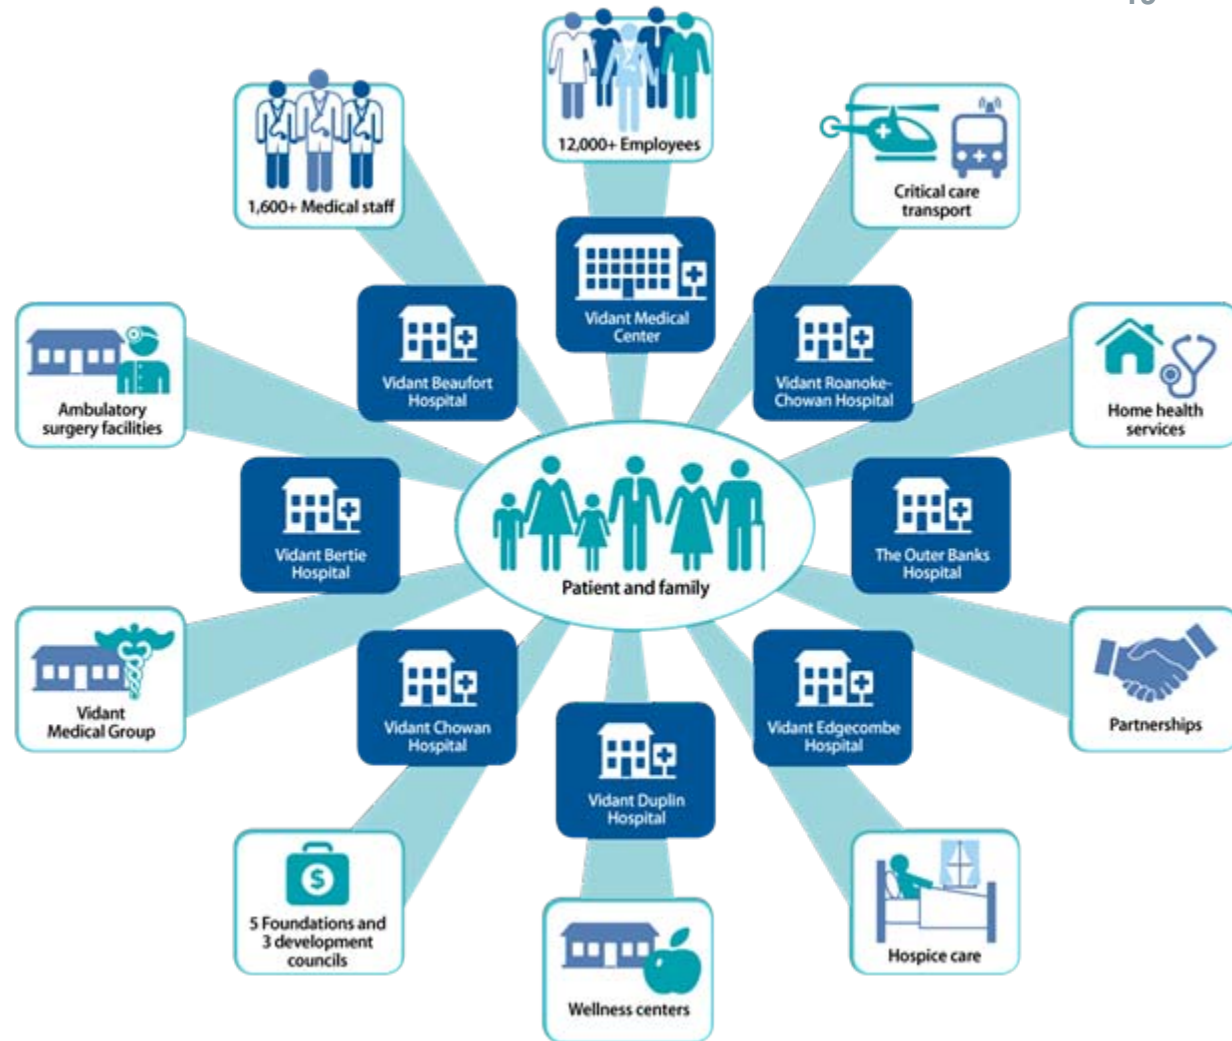 12,000+ Employees
1,600+ Medical staff
Critical care
transport
Vidant Medical
Center
Vidant Beaufort
Hospital
Vidant Roanoke-
Chowan Hospital
Ambulatory
surgery facilities
Home health
services
Vidant Bertie
Hospital
The Outer Banks
Hospital
Patient and family
Vidant
Medical Group
Vidant Chowan
Hospital
Vidant Edgecombe
Hospital
Partnerships
Vidant Duplin
Hospital
$
5 Foundations and
3 development
councils
Hospice care
Wellness centers